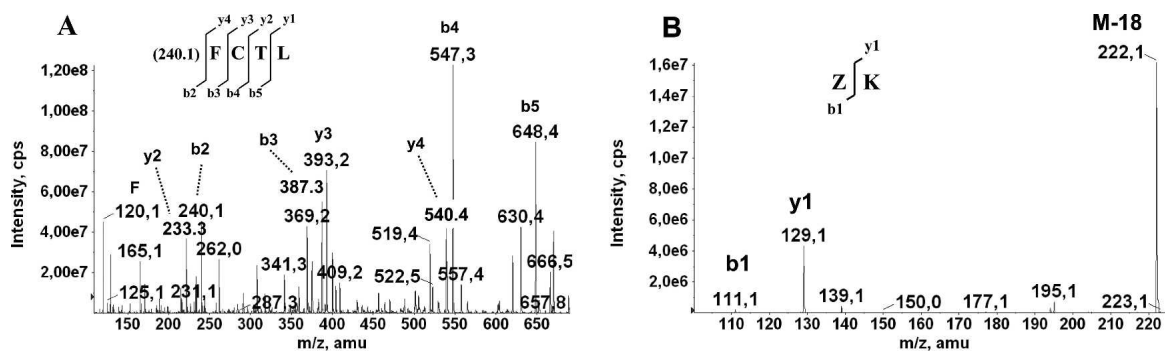 A
y4 y3 y2 y1
(240.1) F C T L
b2 b3 b4 b5
b4
547,3
b5
648,4
y3
393,2
b3
387.3
y4
540.4
y2
b2
F
120,1
240,1
233.3
369,2
630,4
165,1
262,0
519,4
341,3
409,2
522,5
557,4
666,5
125,1
231,1
287,3
657,8
1,20e8
1,00e8
8,00e7
6,00e7
4,00e7
2,00e7
Intensity, cps
150 200 250 300 350 400 450 500 550 600 650
m/z, amu
B
M-18
222,1
y1
Z K
b1
y1
129,1
b1
111,1
139,1
150,0
177,1
195,1
223,1
1,6e7
1,4e7
1,2e7
1,0e7
8,0e6
6,0e6
4,0e6
2,0e6
Intensity, cps
110 120 130 140 150 160 170 180 190 200 210 220
m/z, amu